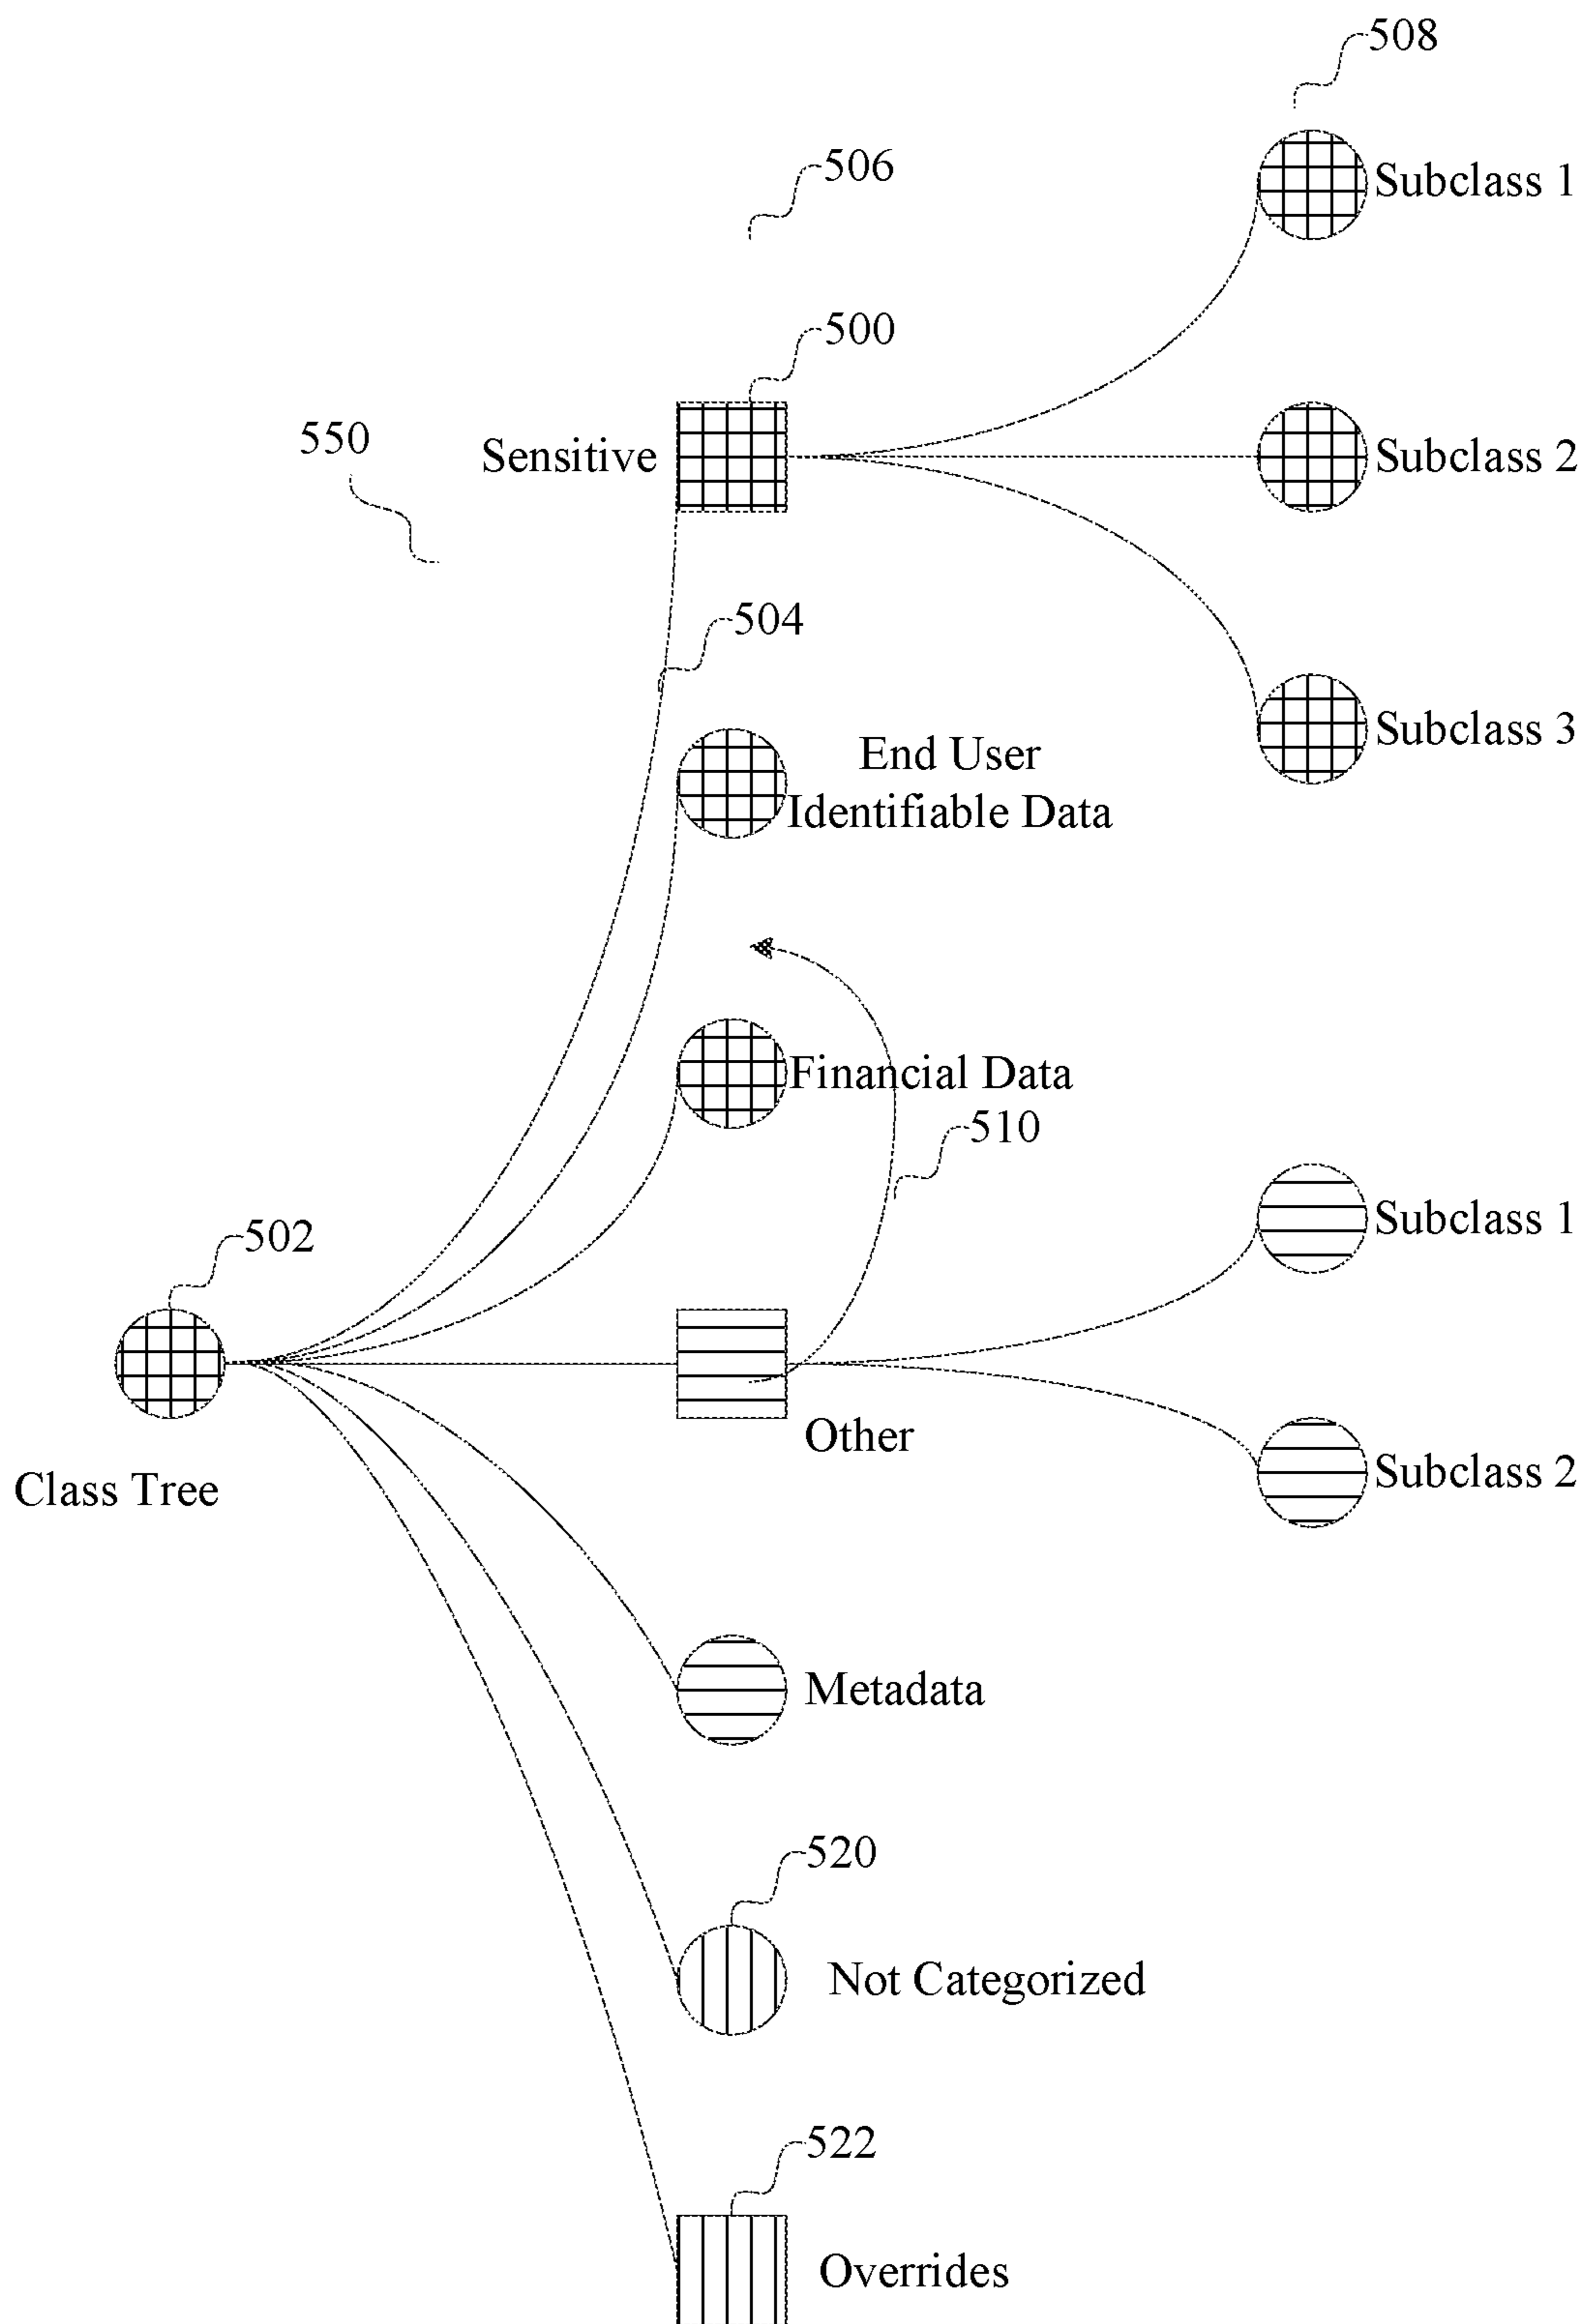 508
506
Subclass 1
500
550
Sensitive
Subclass 2
504
Subclass 3
End User
Identifiable Data
Financial Data
510
Subclass 1
502
Other
Subclass 2
Class Tree
Metadata
520
Not Categorized
522
Overrides